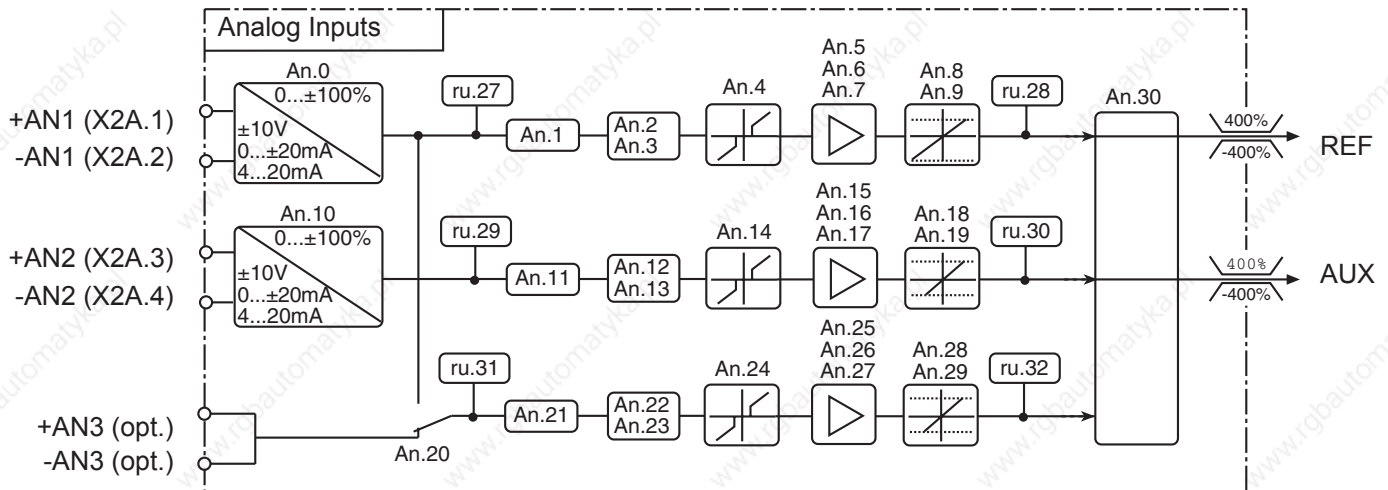 Analog Inputs
An.0
0...±100%
±10V
0...±20mA
4...20mA
+AN1 (X2A.1)
-AN1 (X2A.2)
ru.27
An.1
An.2
An.3
An.4
An.5
An.6
An.7
An.8
An.9
ru.28
An.30
400%
-400%
REF
An.10
0...±100%
±10V
0...±20mA
4...20mA
+AN2 (X2A.3)
-AN2 (X2A.4)
ru.29
An.11
An.12
An.13
An.14
An.15
An.16
An.17
An.18
An.19
ru.30
400%
-400%
AUX
+AN3 (opt.)
-AN3 (opt.)
An.20
ru.31
An.21
An.22
An.23
An.24
An.25
An.26
An.27
An.28
An.29
ru.32
www.rgbautomatyka.pl